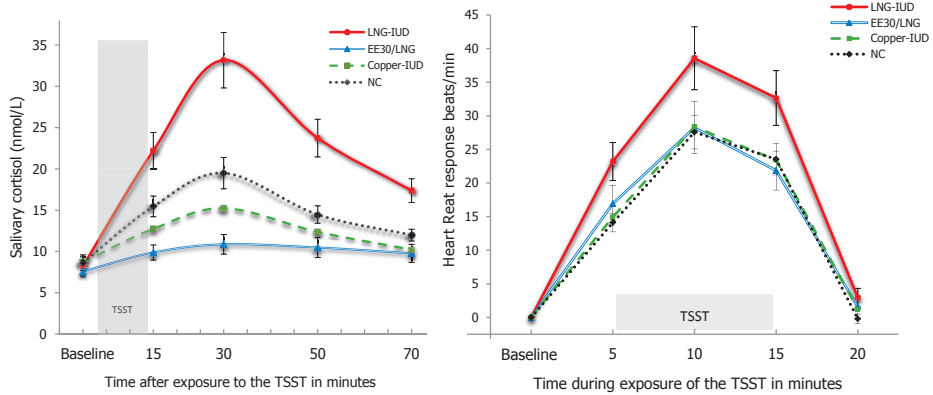 LNG-IUD
EE30/LNG
Copper-IUD
NC
Salivary cortisol (nmol/L)
35
30
25
20
15
10
5
0
TSST
Baseline 15 30 50 70
Time after exposure to the TSST in minutes
LNG-IUD
EE30/LNG
Copper-IUD
NC
Heart Reat response beats/min
45
40
35
30
25
20
15
10
5
0
TSST
Baseline 5 10 15 20
Time during exposure of the TSST in minutes